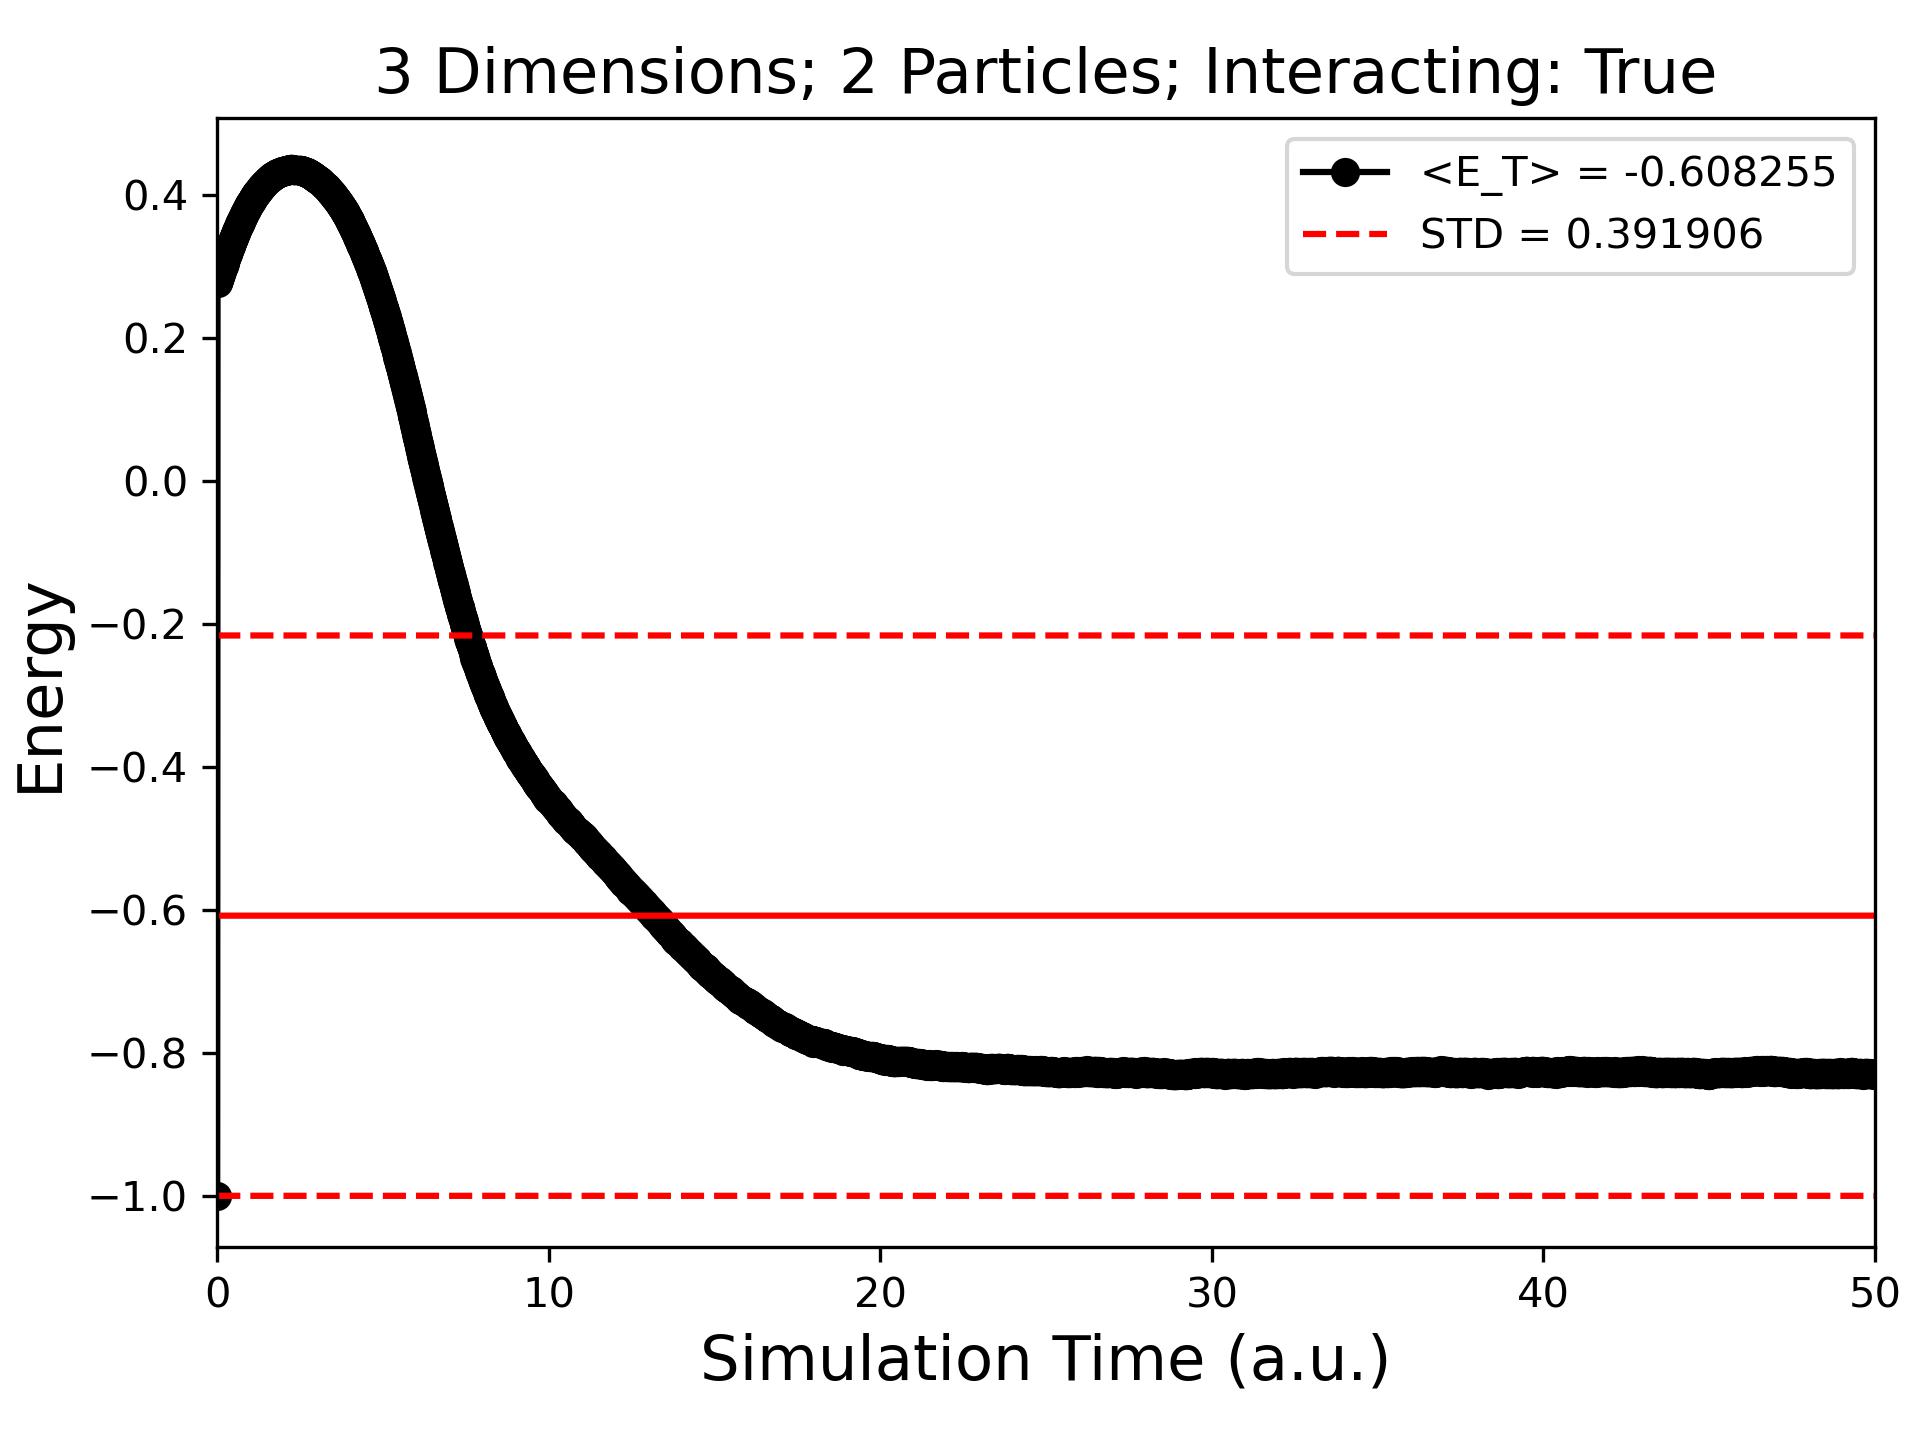 3 Dimensions; 2 Particles; Interacting: True
<E_T> = -0.608255
STD = 0.391906
0.4
0.2
0.0
−0.2
−0.4
−0.6
−0.8
−1.0
Energy
0 10 20 30 40 50
Simulation Time (a.u.)